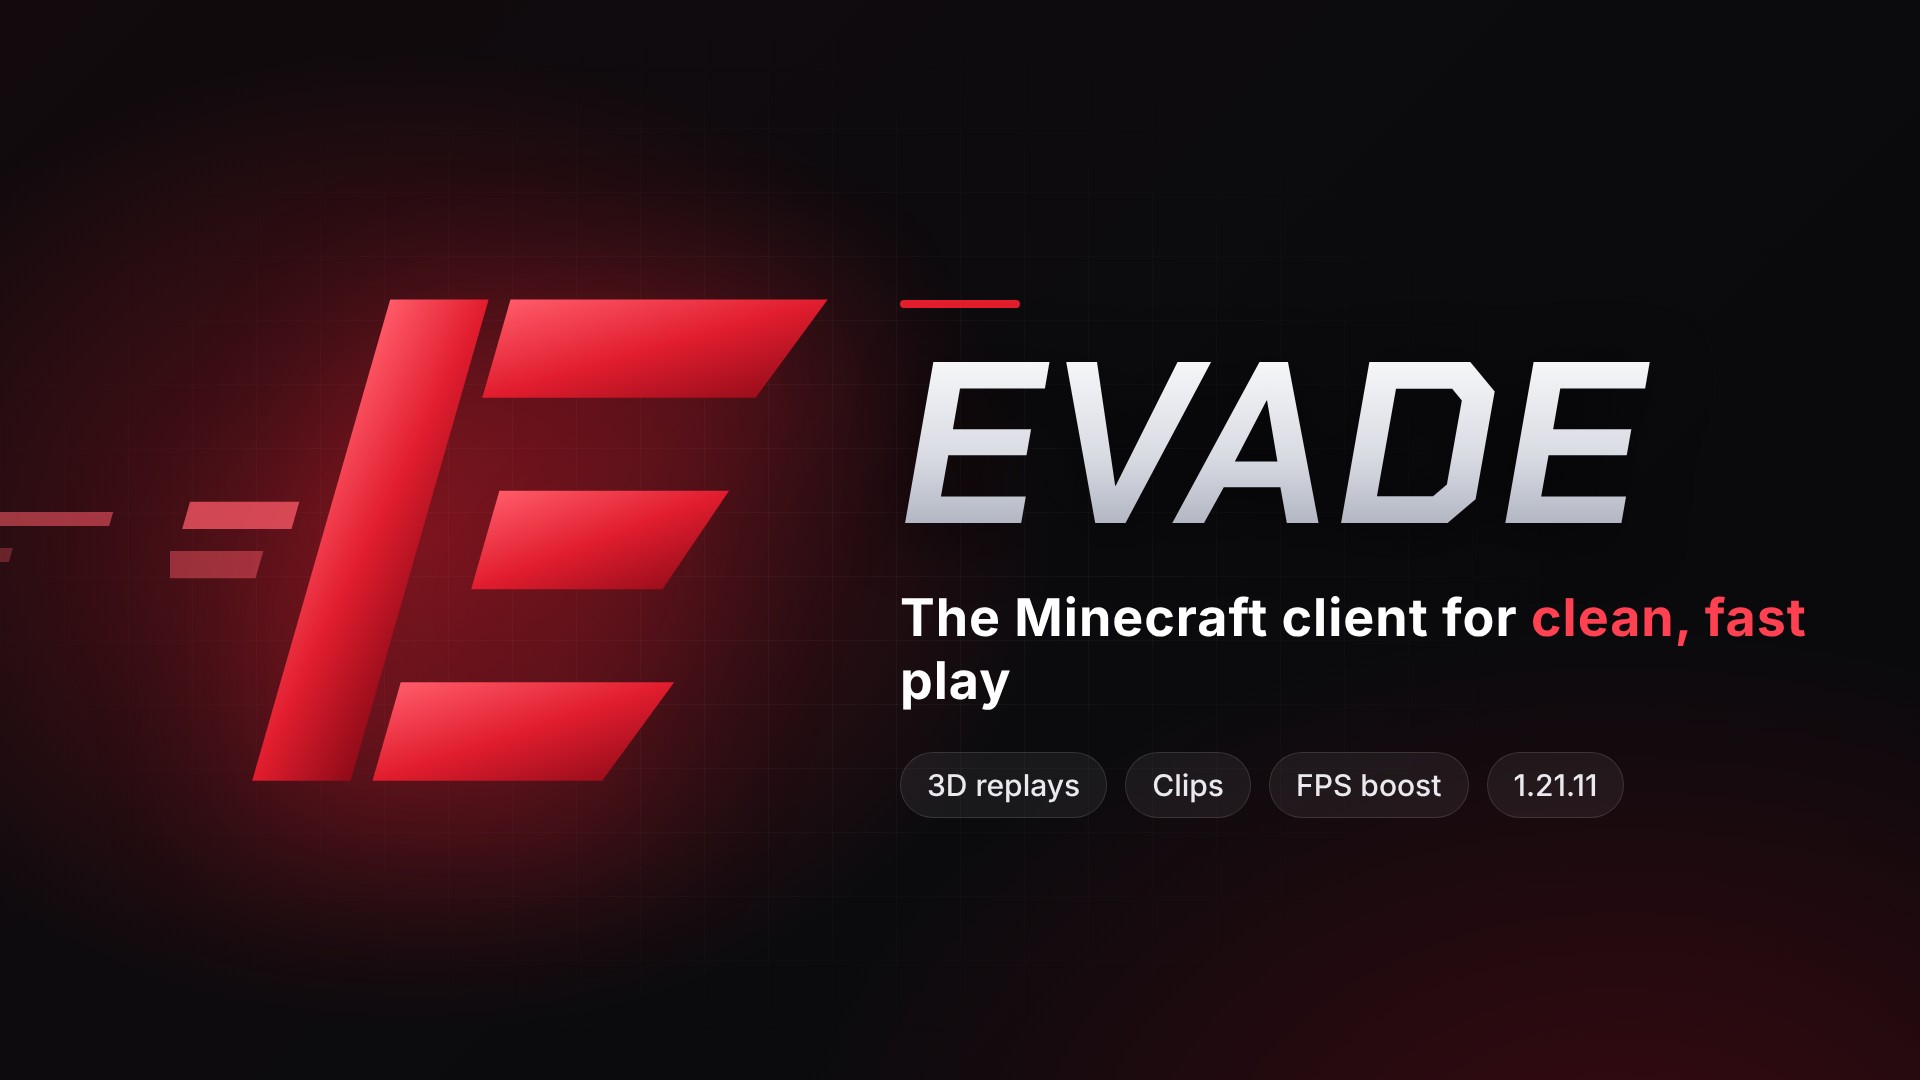 EVADE
The Minecraft client for clean, fast
play
3D replays
Clips
FPS boost
1.21.11